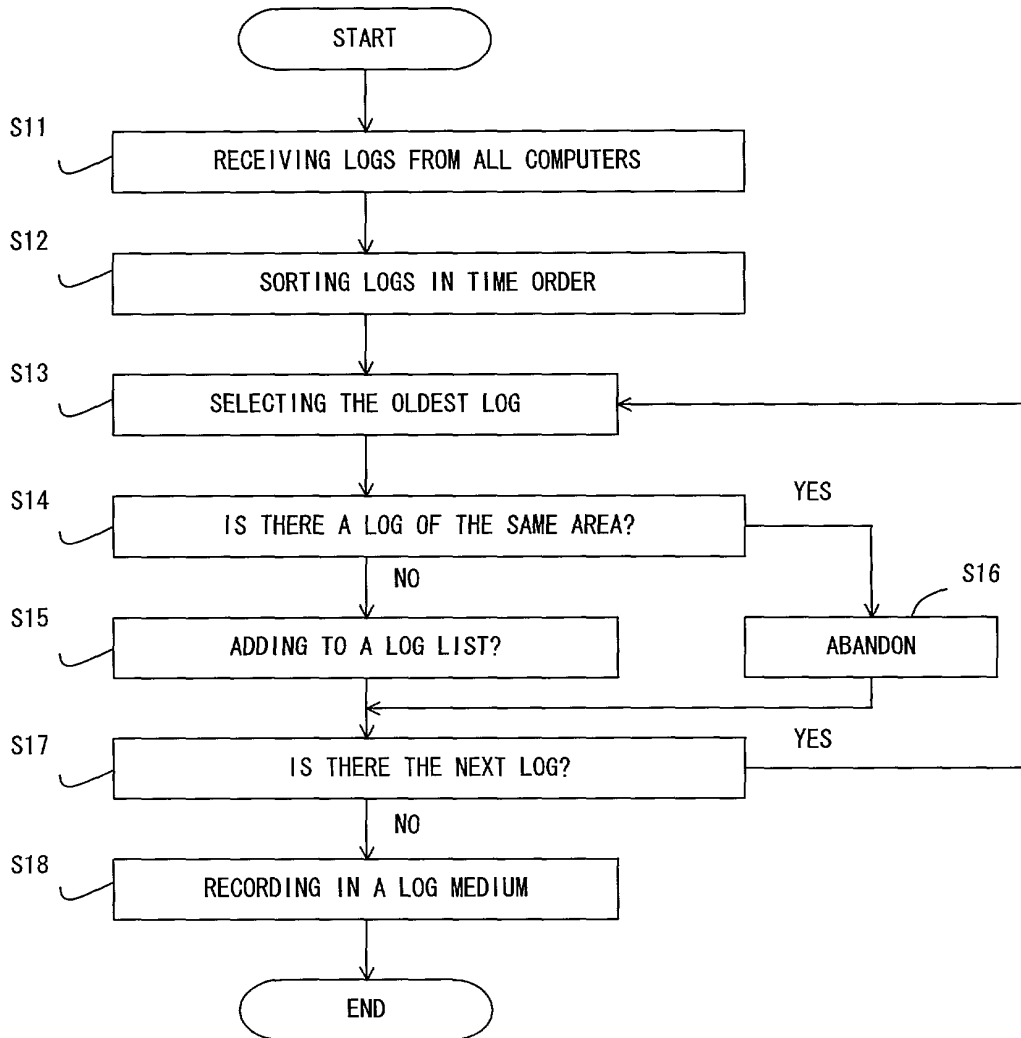 START
S11
RECEIVING LOGS FROM ALL COMPUTERS
S12
SORTING LOGS IN TIME ORDER
S13
SELECTING THE OLDEST LOG
S14
IS THERE A LOG OF THE SAME AREA?
YES
NO
S16
S15
ADDING TO A LOG LIST?
ABANDON
S17
IS THERE THE NEXT LOG?
YES
NO
S18
RECORDING IN A LOG MEDIUM
END